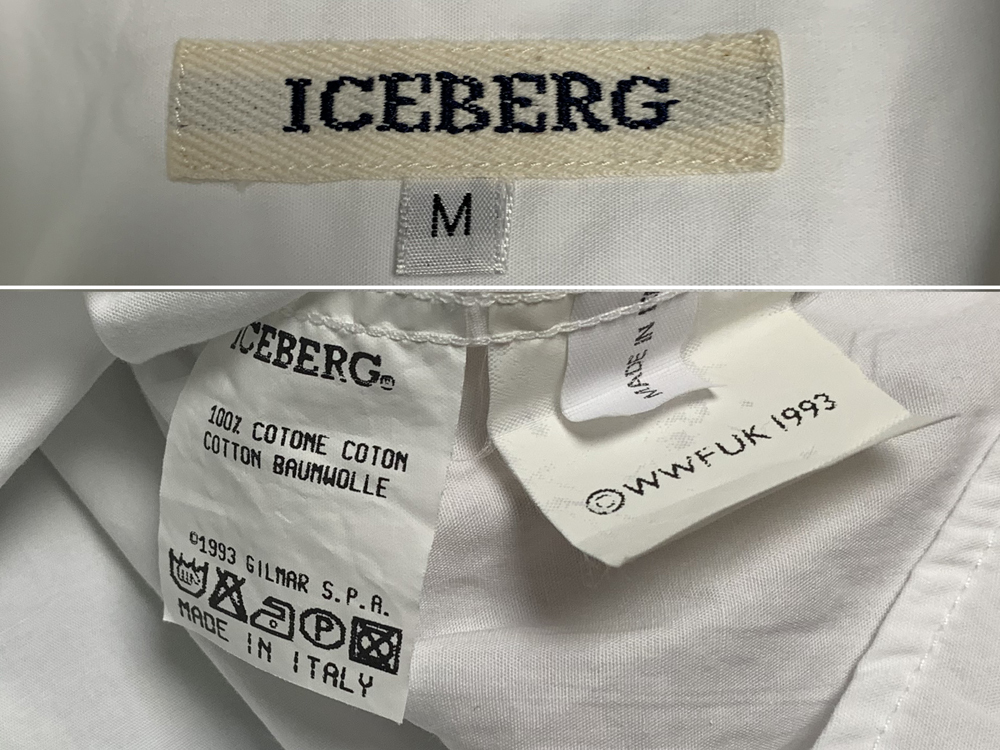 ICEBERG
M
ICEBERG
100% COTONE COTON
COTTON BAUMWOLLE
©1993 GILMAR S.P.A.
MADE IN ITALY
MADE IN
©WWFUK 1993